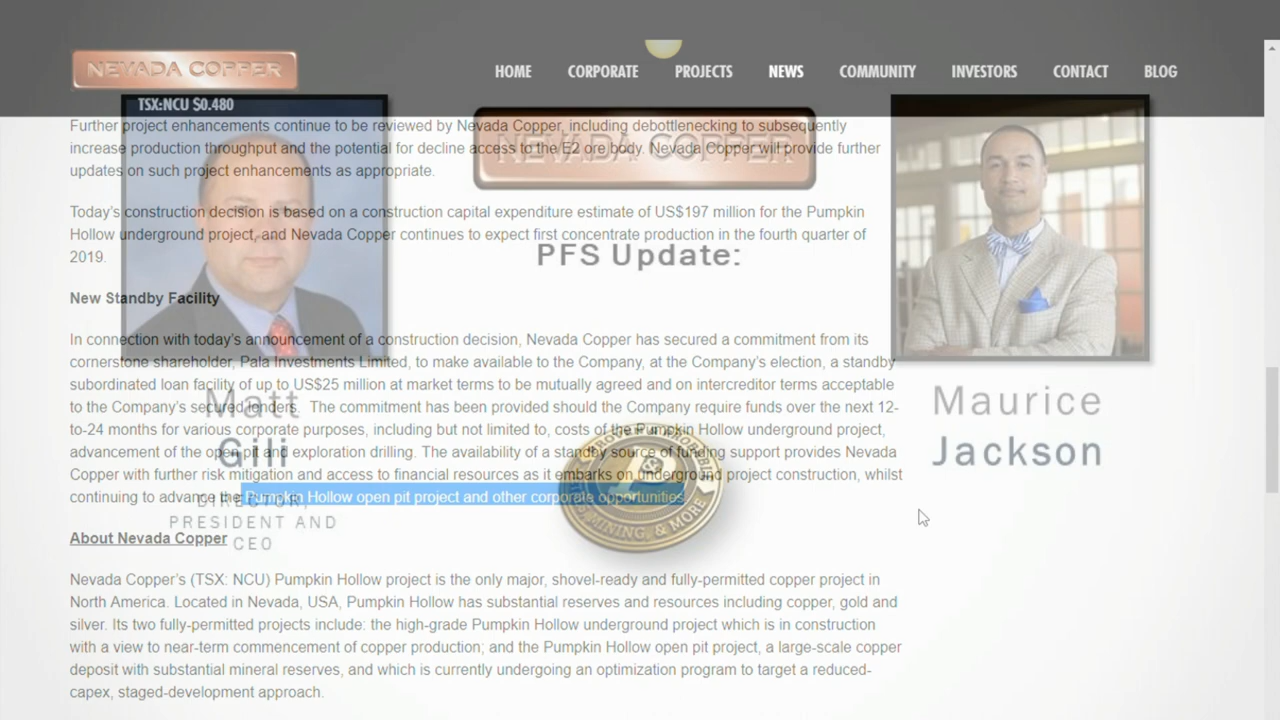 NEVADA COPPER
HOME CORPORATE PROJECTS NEWS COMMUNITY INVESTORS CONTACT BLOG
TSX:NCU $0.480
Further project enhancements continue to be reviewed by Nevada Copper, including debottlenecking to subsequently
increase production throughput and the potential for decline access to the E2 ore body. Nevada Copper will provide further
updates on such project enhancements as appropriate.
NEVADA COPPER
Today's construction decision is based on a construction capital expenditure estimate of US$197 million for the Pumpkin
Hollow underground project, and Nevada Copper continues to expect first concentrate production in the fourth quarter of
2019.
PFS Update:
New Standby Facility
In connection with today's announcement of a construction decision, Nevada Copper has secured a commitment from its
cornerstone shareholder, Pala Investments Limited, to make available to the Company, at the Company's election, a standby
subordinated loan facility of up to US$25 million at market terms to be mutually agreed and on intercreditor terms acceptable
to the Company's secured lenders. The commitment has been provided should the Company require funds over the next 12-
to-24 months for various corporate purposes, including but not limited to, costs of the Pumpkin Hollow underground project,
advancement of the open pit and exploration drilling. The availability of a standby source of funding support provides Nevada
Copper with further risk mitigation and access to financial resources as it embarks on underground project construction, whilst
continuing to advance the Pumpkin Hollow open pit project and other corporate opportunities.
Matt
Gili
DIRECTOR,
PRESIDENT AND
CEO
Maurice
Jackson
MINING, & MORE
About Nevada Copper
Nevada Copper's (TSX: NCU) Pumpkin Hollow project is the only major, shovel-ready and fully-permitted copper project in
North America. Located in Nevada, USA, Pumpkin Hollow has substantial reserves and resources including copper, gold and
silver. Its two fully-permitted projects include: the high-grade Pumpkin Hollow underground project which is in construction
with a view to near-term commencement of copper production; and the Pumpkin Hollow open pit project, a large-scale copper
deposit with substantial mineral reserves, and which is currently undergoing an optimization program to target a reduced-
capex, staged-development approach.